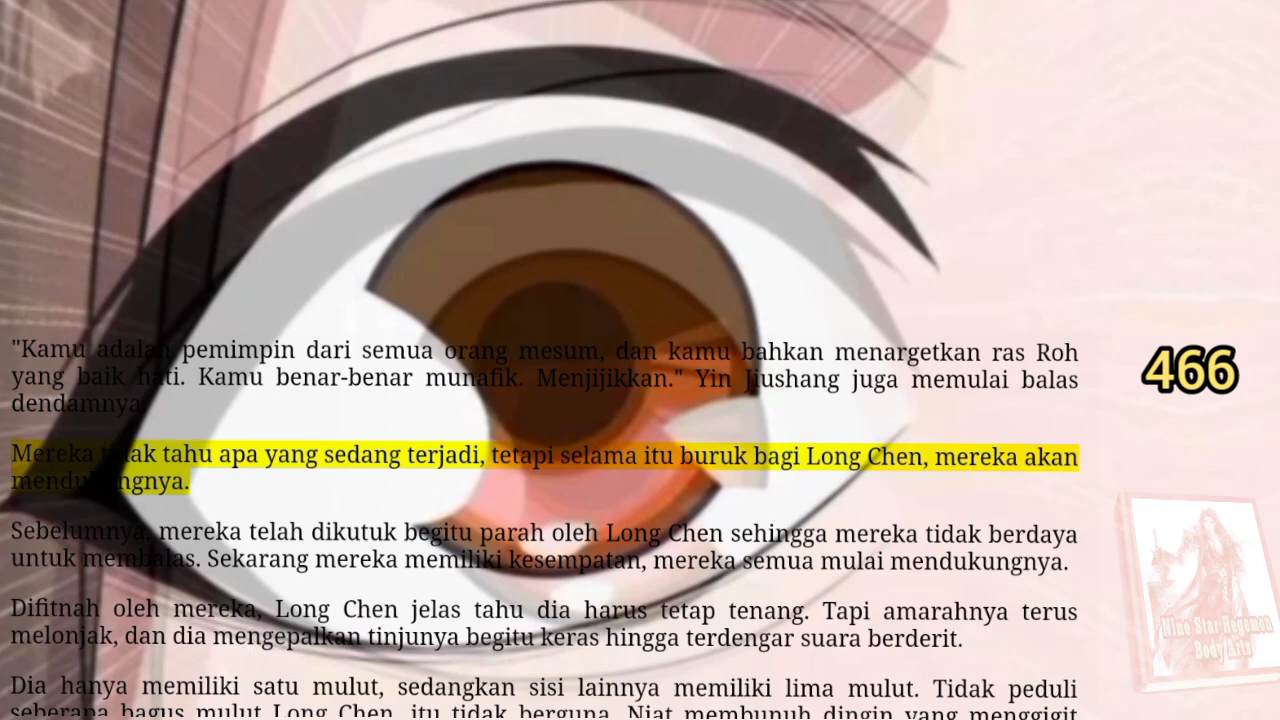 "Kamu adalah pemimpin dari semua orang mesum, dan kamu bahkan menargetkan ras Roh
yang baik hati. Kamu benar-benar munafik. Menjijikkan." Yin Jiushang juga memulai balas
dendamnya.
Mereka tidak tahu apa yang sedang terjadi, tetapi selama itu buruk bagi Long Chen, mereka akan
mendukungnya.
Sebelumnya, mereka telah dikutuk begitu parah oleh Long Chen sehingga mereka tidak berdaya
untuk membalas. Sekarang mereka memiliki kesempatan, mereka semua mulai mendukungnya.
Difitnah oleh mereka, Long Chen jelas tahu dia harus tetap tenang. Tapi amarahnya terus
melonjak, dan dia mengepalkan tinjunya begitu keras hingga terdengar suara berderit.
Dia hanya memiliki satu mulut, sedangkan sisi lainnya memiliki lima mulut. Tidak peduli
seberapa bagus mulut Long Chen, itu tidak berguna. Niat membunuh dingin yang menggigit
466
Nine Star Hegemon
Body Arts